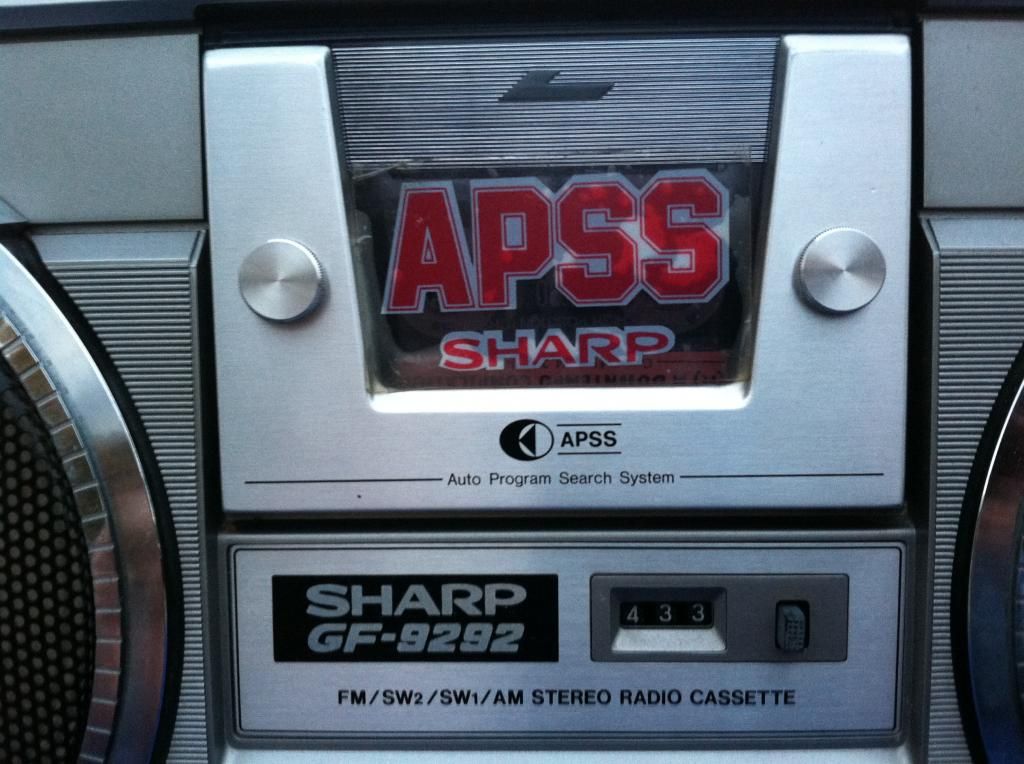 APSS
SHARP
APSS
Auto Program Search System
SHARP
GF-9292
433
FM/SW2/SW1/AM STEREO RADIO CASSETTE